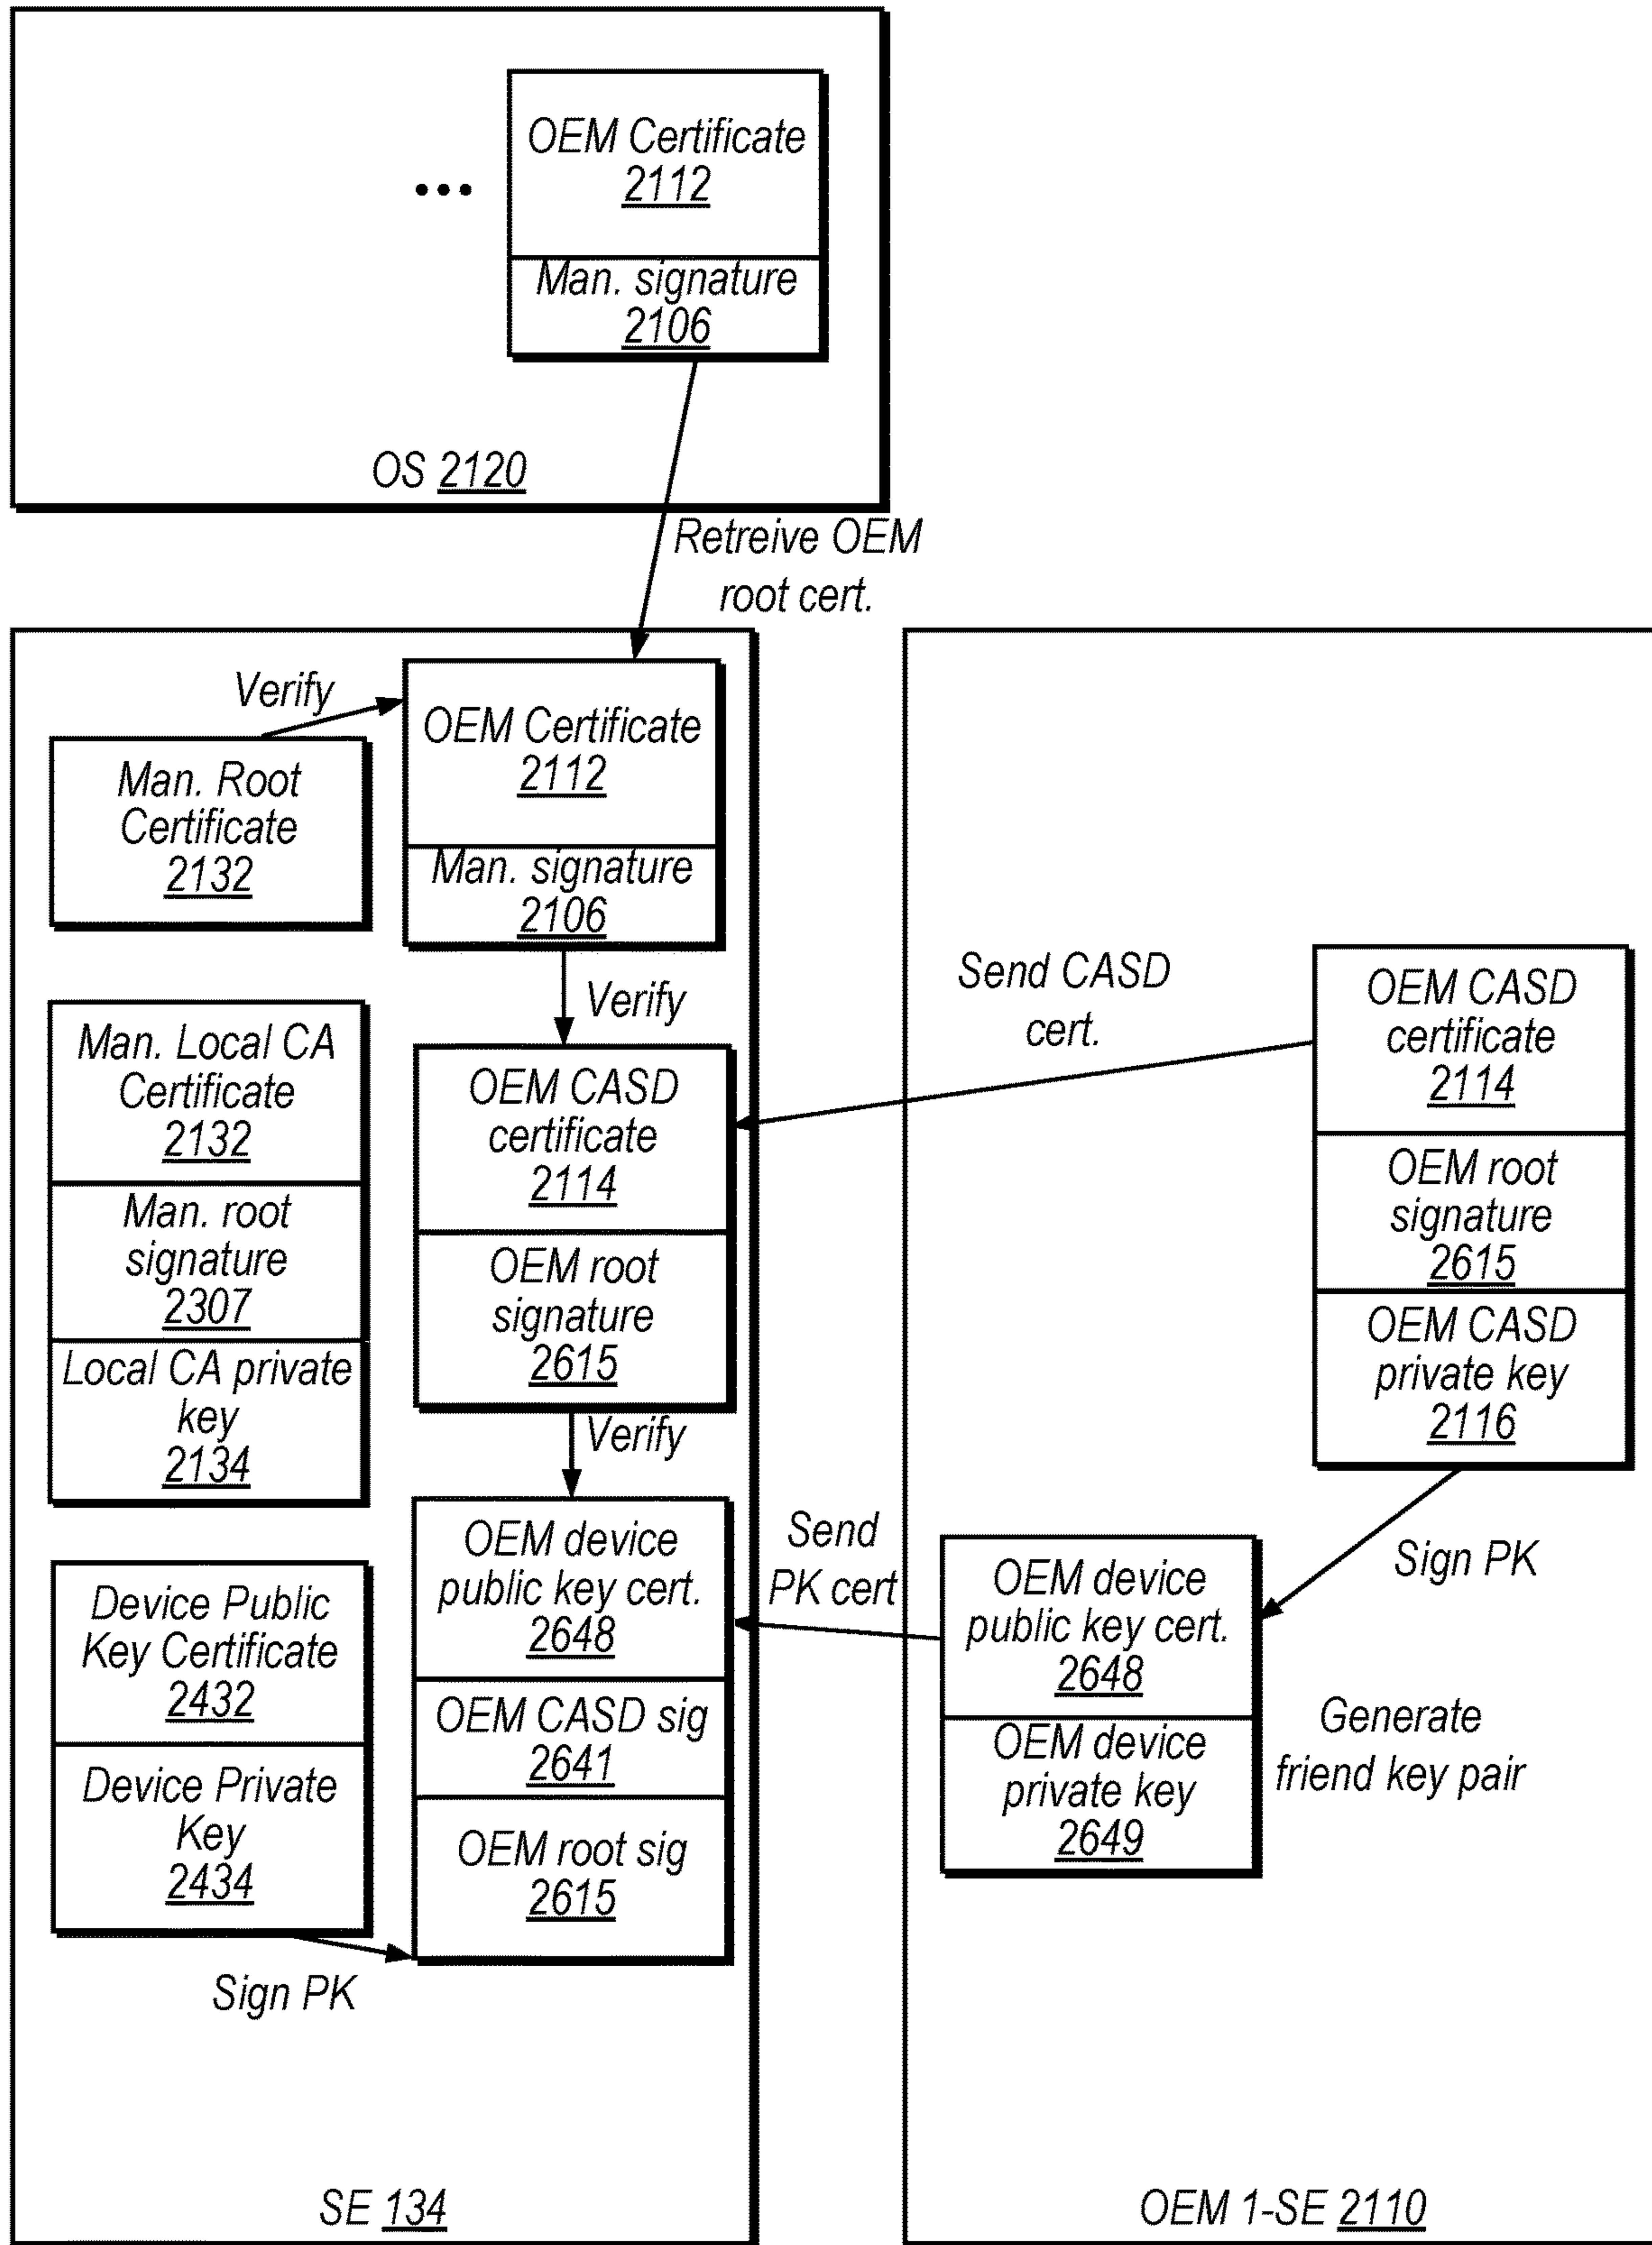 OEM Certificate
2112
...
Man. signature
2106
OS 2120
Retreive OEM
root cert.
Verify
OEM Certificate
2112
Man. signature
2106
Man. Root
Certificate
2132
Verify
Man. Local CA
Certificate
2132
Man. root
signature
2307
Local CA private
key
2134
OEM CASD
certificate
2114
OEM root
signature
2615
Verify
Send CASD
cert.
OEM CASD
certificate
2114
OEM root
signature
2615
OEM CASD
private key
2116
Device Public
Key Certificate
2432
Device Private
Key
2434
Sign PK
OEM device
public key cert.
2648
OEM CASD sig
2641
OEM root sig
2615
Send
PK cert
OEM device
public key cert.
2648
OEM device
private key
2649
Sign PK
Generate
friend key pair
SE 134
OEM 1-SE 2110